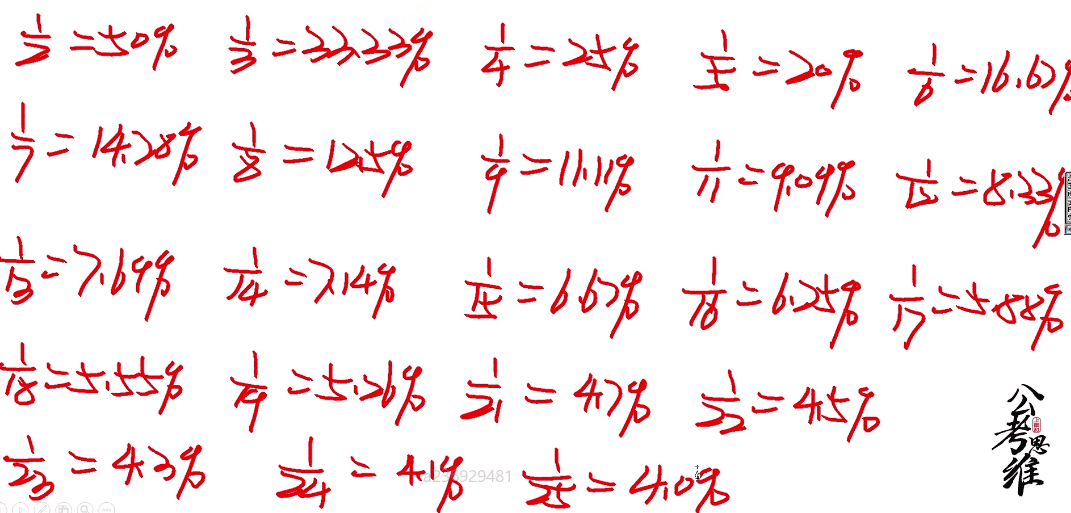 1/2 = 50% 1/3 = 33.33% 1/4 = 25% 1/5 = 20% 1/6 = 16.67%
1/7 = 14.28% 1/8 = 12.5% 1/9 = 11.11% 1/11 = 9.09% 1/12 = 8.33%
1/13 = 7.69% 1/14 = 7.14% 1/15 = 6.67% 1/16 = 6.25% 1/17 = 5.88%
1/18 = 5.55% 1/19 = 5.26% 1/21 = 4.7% 1/22 = 4.5%
1/23 = 4.3% 1/24 = 4.1% 1/25 = 4.0%
公考思维